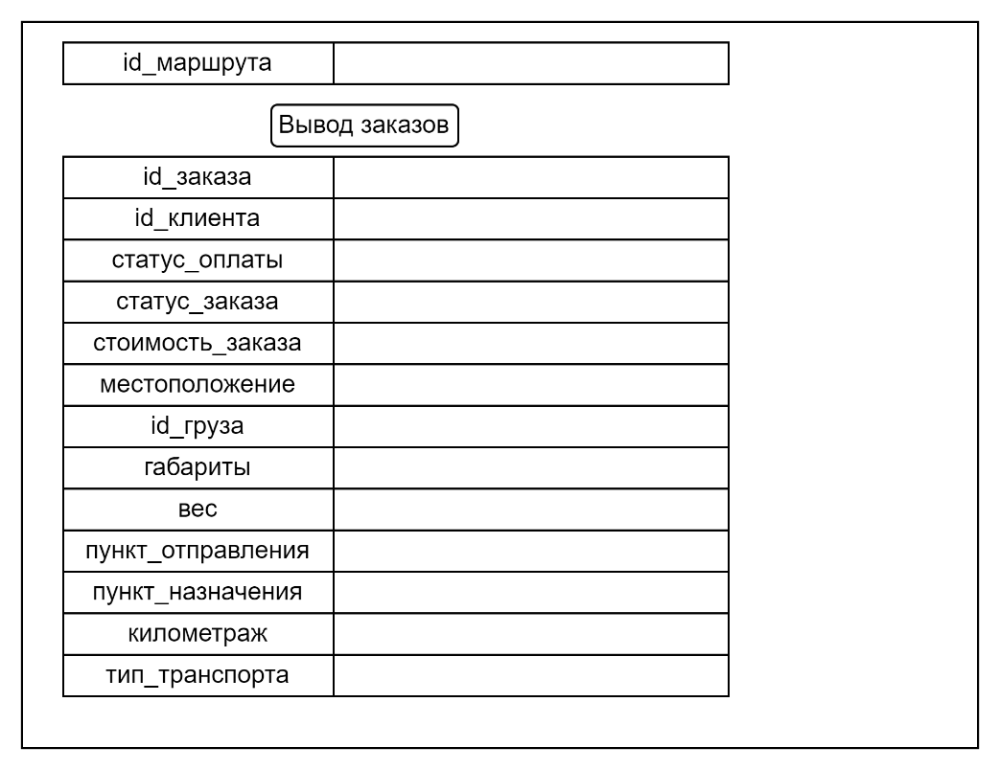 id_маршрута
Вывод заказов
id_заказа
id_клиента
статус_оплаты
статус_заказа
стоимость_заказа
местоположение
id_груза
габариты
вес
пункт_отправления
пункт_назначения
километраж
тип_транспорта